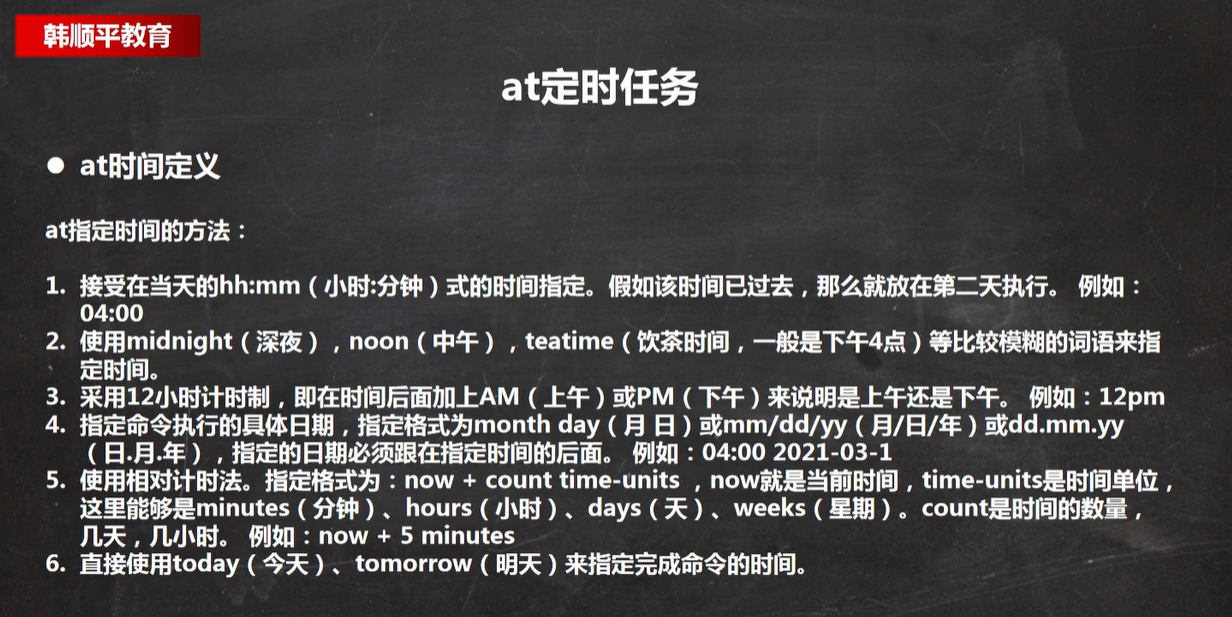 韩顺平教育
at定时任务
● at时间定义
at指定时间的方法：
1. 接受在当天的hh:mm（小时:分钟）式的时间指定。假如该时间已过去，那么就放在第二天执行。 例如：
04:00
2. 使用midnight（深夜），noon（中午），teatime（饮茶时间，一般是下午4点）等比较模糊的词语来指
定时间。
3. 采用12小时计时制，即在时间后面加上AM（上午）或PM（下午）来说明是上午还是下午。 例如：12pm
4. 指定命令执行的具体日期，指定格式为month day（月 日）或mm/dd/yy（月/日/年）或dd.mm.yy
（日.月.年），指定的日期必须跟在指定时间的后面。 例如：04:00 2021-03-1
5. 使用相对计时法。指定格式为：now + count time-units ，now就是当前时间，time-units是时间单位，
这里能够是minutes（分钟）、hours（小时）、days（天）、weeks（星期）。count是时间的数量，
几天，几小时。 例如：now + 5 minutes
6. 直接使用today（今天）、tomorrow（明天）来指定完成命令的时间。